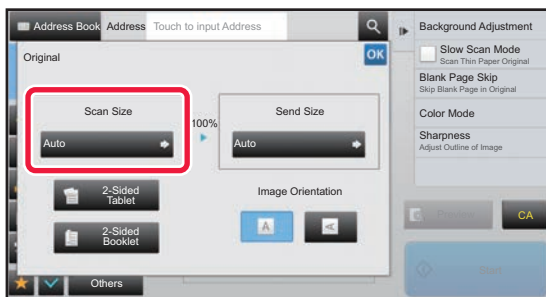 Address Book Address Touch to input Address
Original
OK
Scan Size
Auto
100%
Send Size
Auto
2-Sided
Tablet
2-Sided
Booklet
Image Orientation
A
A
Others
Background Adjustment
Slow Scan Mode
Scan Thin Paper Original
Blank Page Skip
Skip Blank Page in Original
Color Mode
Sharpness
Adjust Outline of Image
Preview
CA
Start